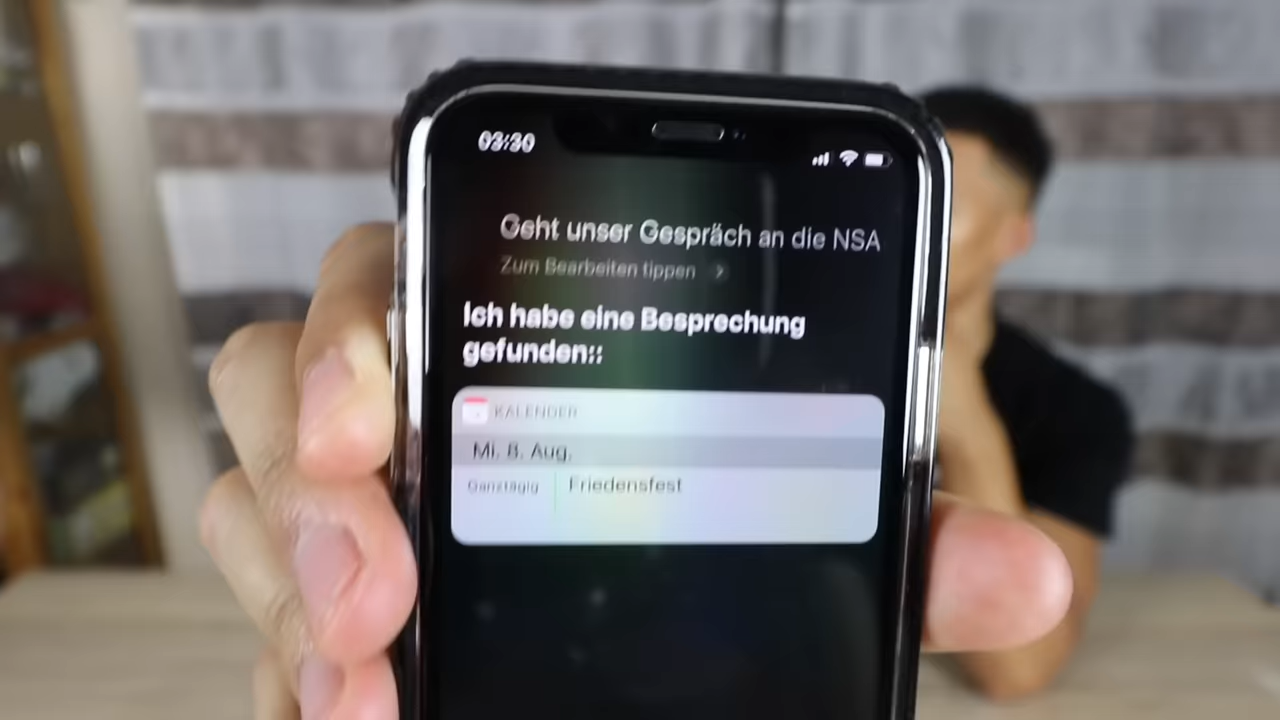 03:30
Geht unser Gespräch an die NSA
Zum Bearbeiten tippen
Ich habe eine Besprechung
gefunden::
KALENDER
Mi. 8. Aug.
Ganztägig Friedensfest